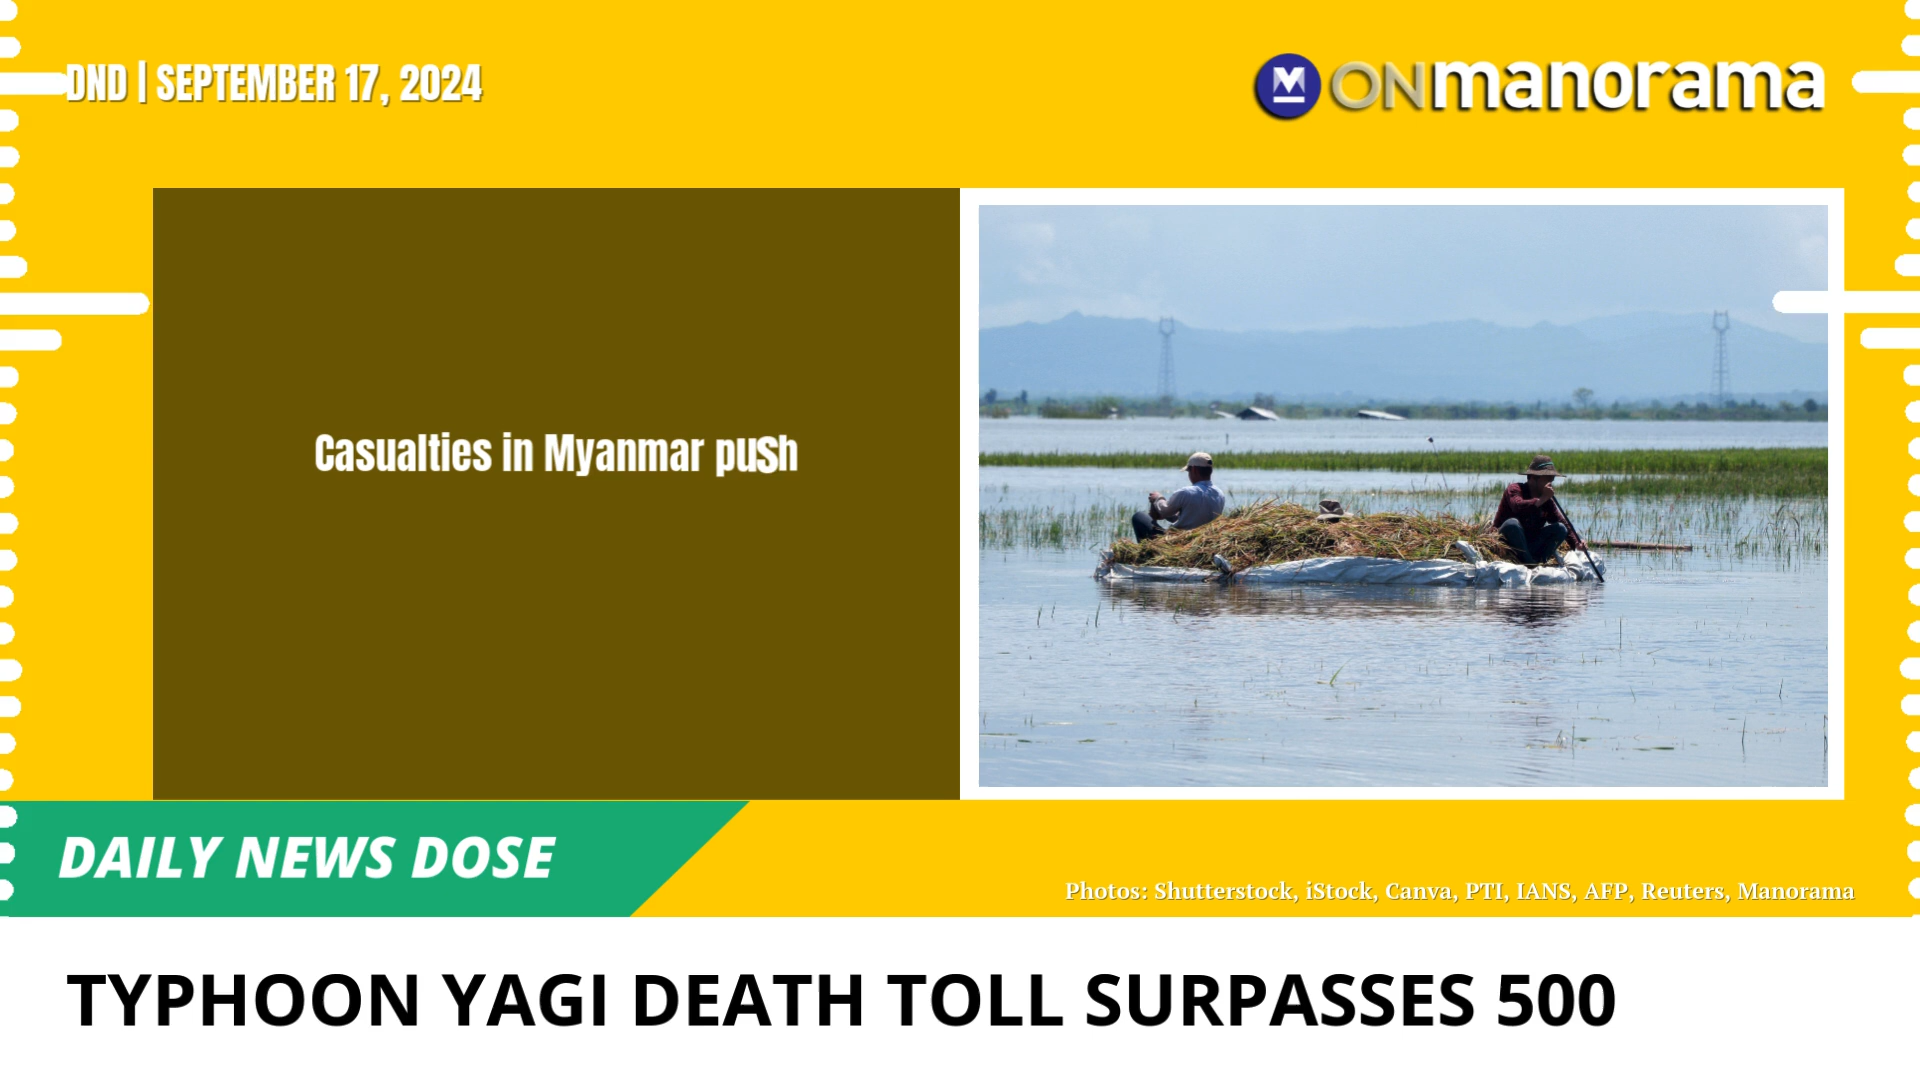 DND | SEPTEMBER 17, 2024
M ONmanorama
Casualties in Myanmar push
DAILY NEWS DOSE
Photos: Shutterstock, iStock, Canva, PTI, IANS, AFP, Reuters, Manorama
TYPHOON YAGI DEATH TOLL SURPASSES 500